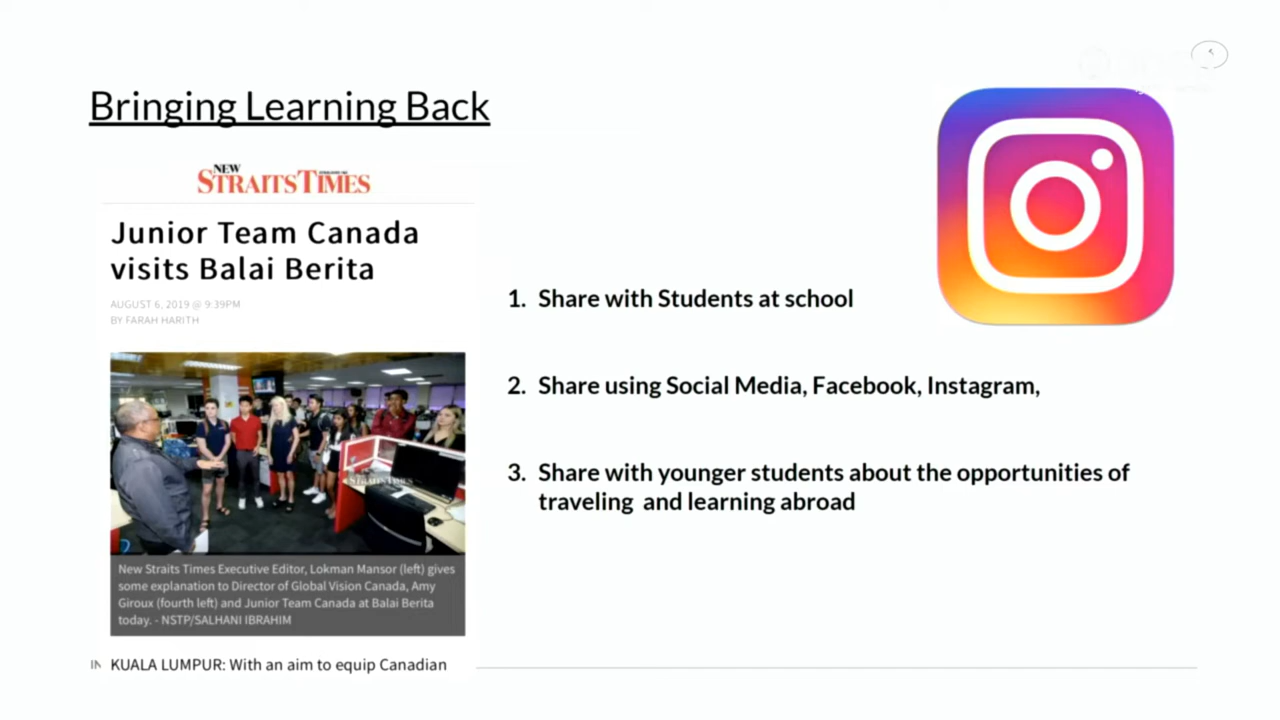 Bringing Learning Back
NEW
STRAITS TIMES
Junior Team Canada
visits Balai Berita
AUGUST 6, 2019 @ 9:39PM
BY FARAH HARITH
STRAITS TIMES
New Straits Times Executive Editor, Lokman Mansor (left) gives
some explanation to Director of Global Vision Canada, Amy
Giroux (fourth left) and Junior Team Canada at Balai Berita
today. - NSTP/SALHANI IBRAHIM
IN
KUALA LUMPUR: With an aim to equip Canadian
1. Share with Students at school
2. Share using Social Media, Facebook, Instagram,
3. Share with younger students about the opportunities of
traveling and learning abroad